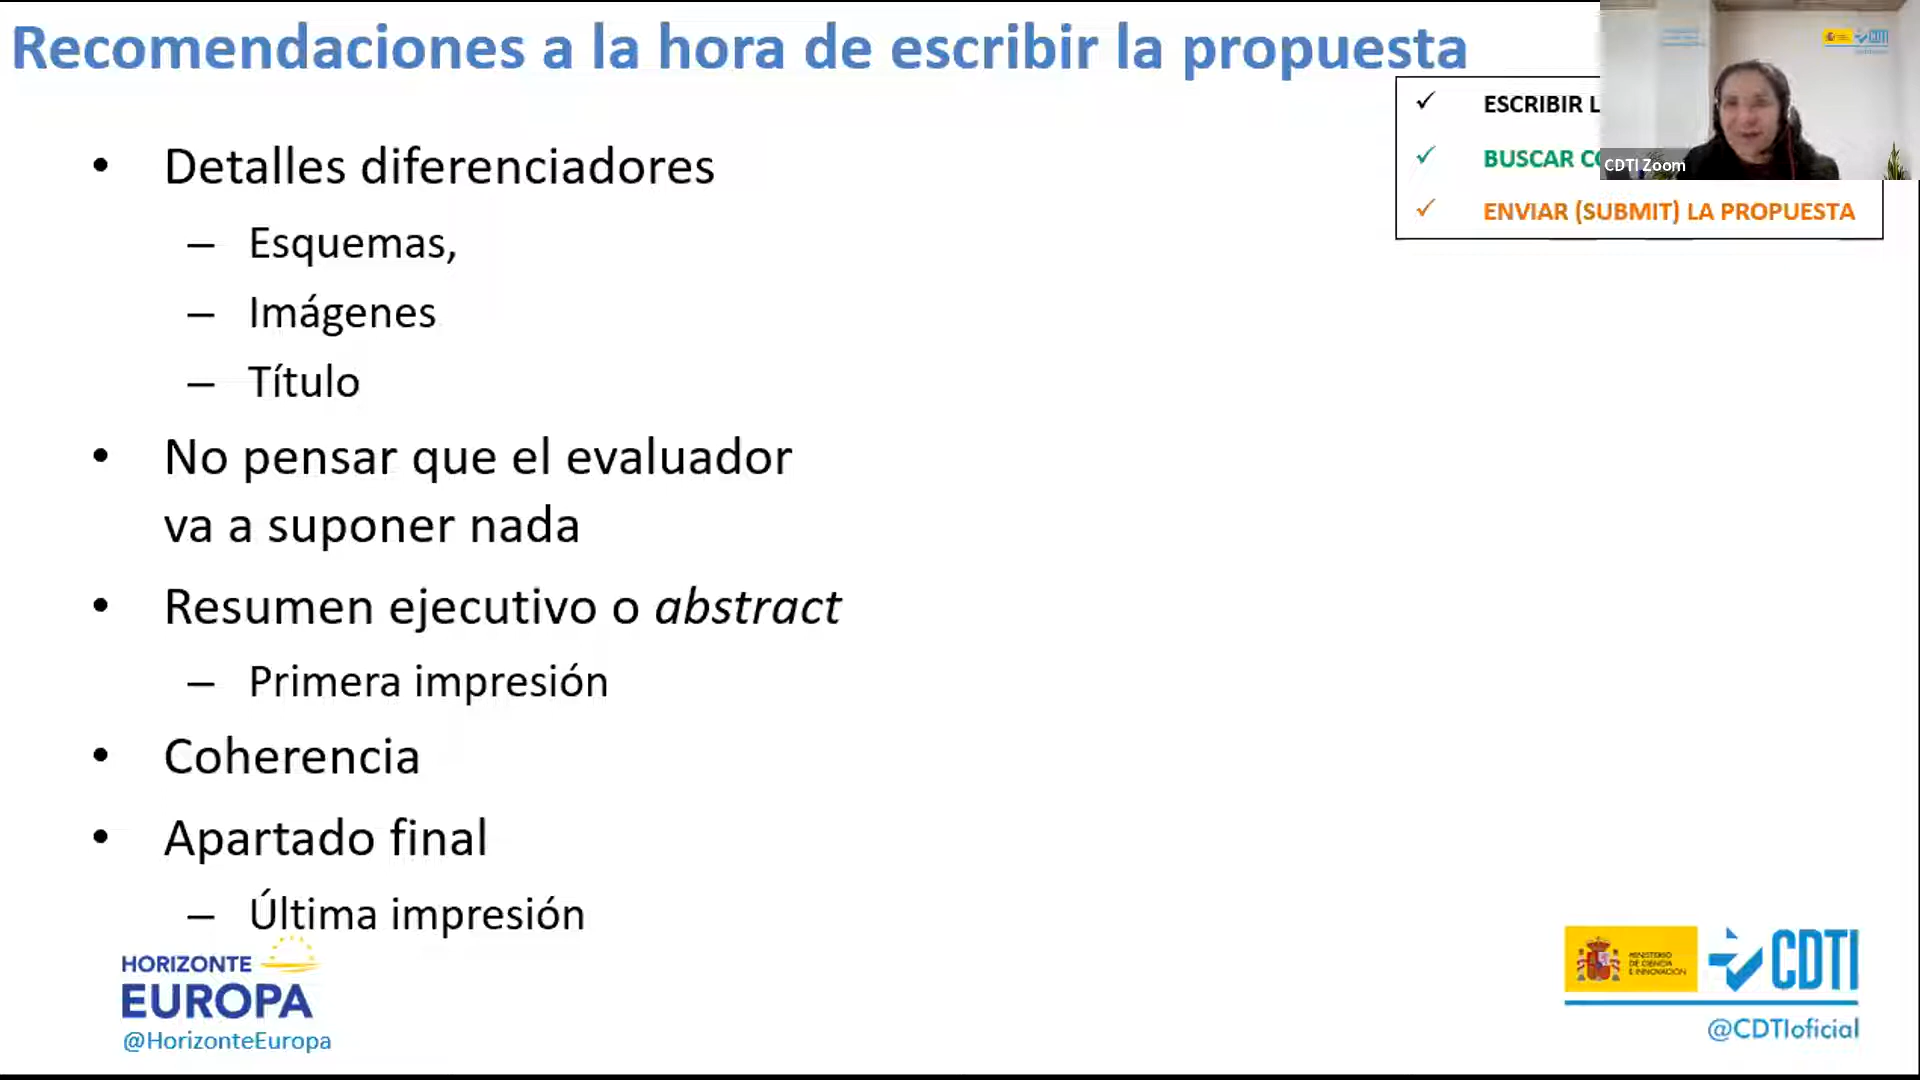 Recomendaciones a la hora de escribir la propuesta
✓ ESCRIBIR L
✓ BUSCAR CO
✓ ENVIAR (SUBMIT) LA PROPUESTA
CDTI
CDTI Zoom
• Detalles diferenciadores
– Esquemas,
– Imágenes
– Título
• No pensar que el evaluador
va a suponer nada
• Resumen ejecutivo o abstract
– Primera impresión
• Coherencia
• Apartado final
– Última impresión
HORIZONTE
EUROPA
@HorizonteEuropa
MINISTERIO
DE CIENCIA
E INNOVACIÓN
CDTI
@CDTIoficial